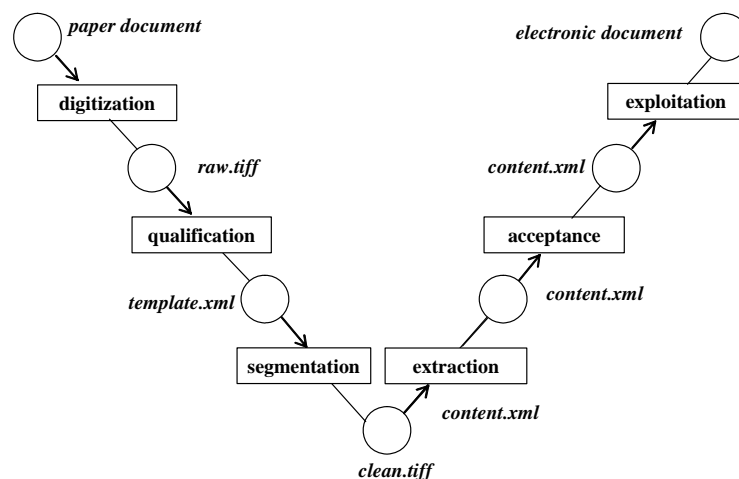 paper document
electronic document
digitization
exploitation
raw.tiff
content.xml
qualification
acceptance
template.xml
content.xml
segmentation
extraction
content.xml
clean.tiff